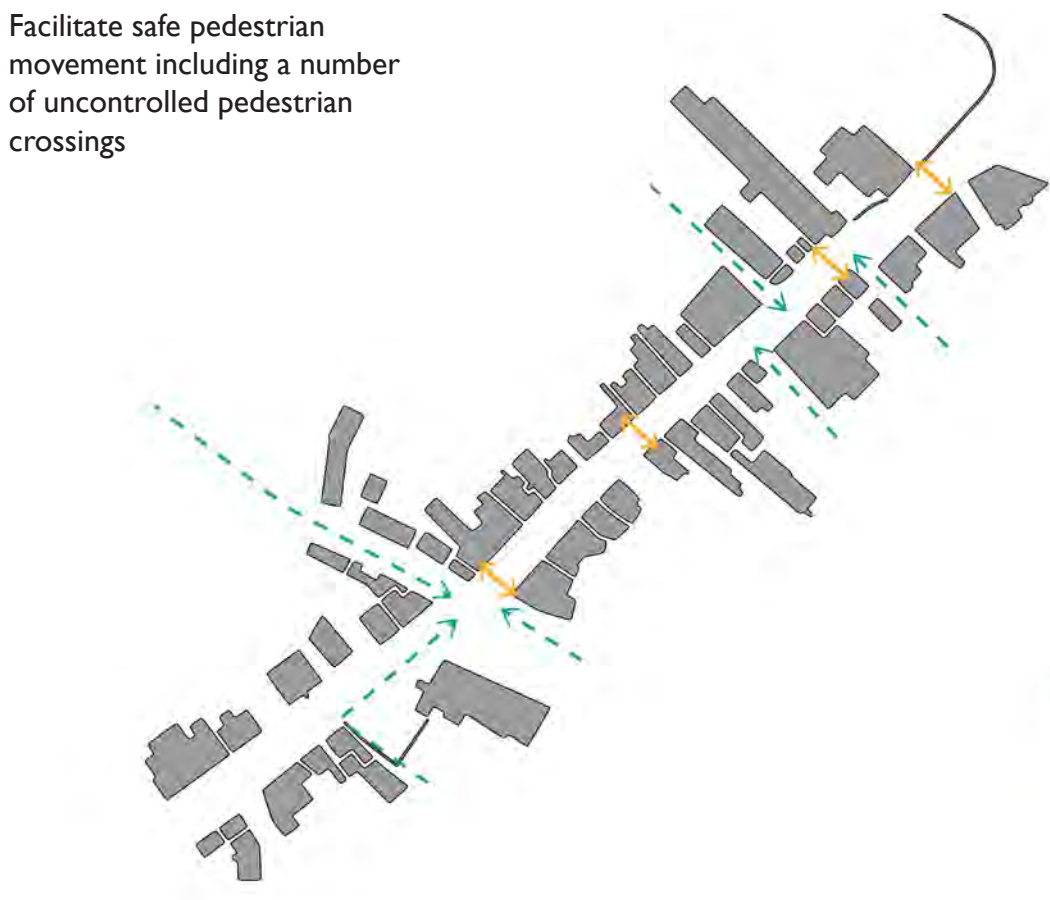 Facilitate safe pedestrian
movement including a number
of uncontrolled pedestrian
crossings